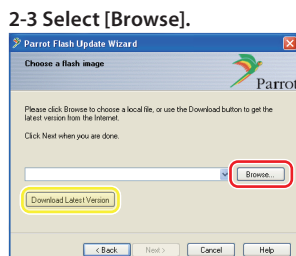 2-3 Select [Browse].
Parrot Flash Update Wizard
Choose a flash image
Parrot
Please click Browse to choose a local file, or use the Download button to get the
latest version from the Internet.
Click Next when you are done.
Browse...
Download Latest Version
< Back Next > Cancel Help